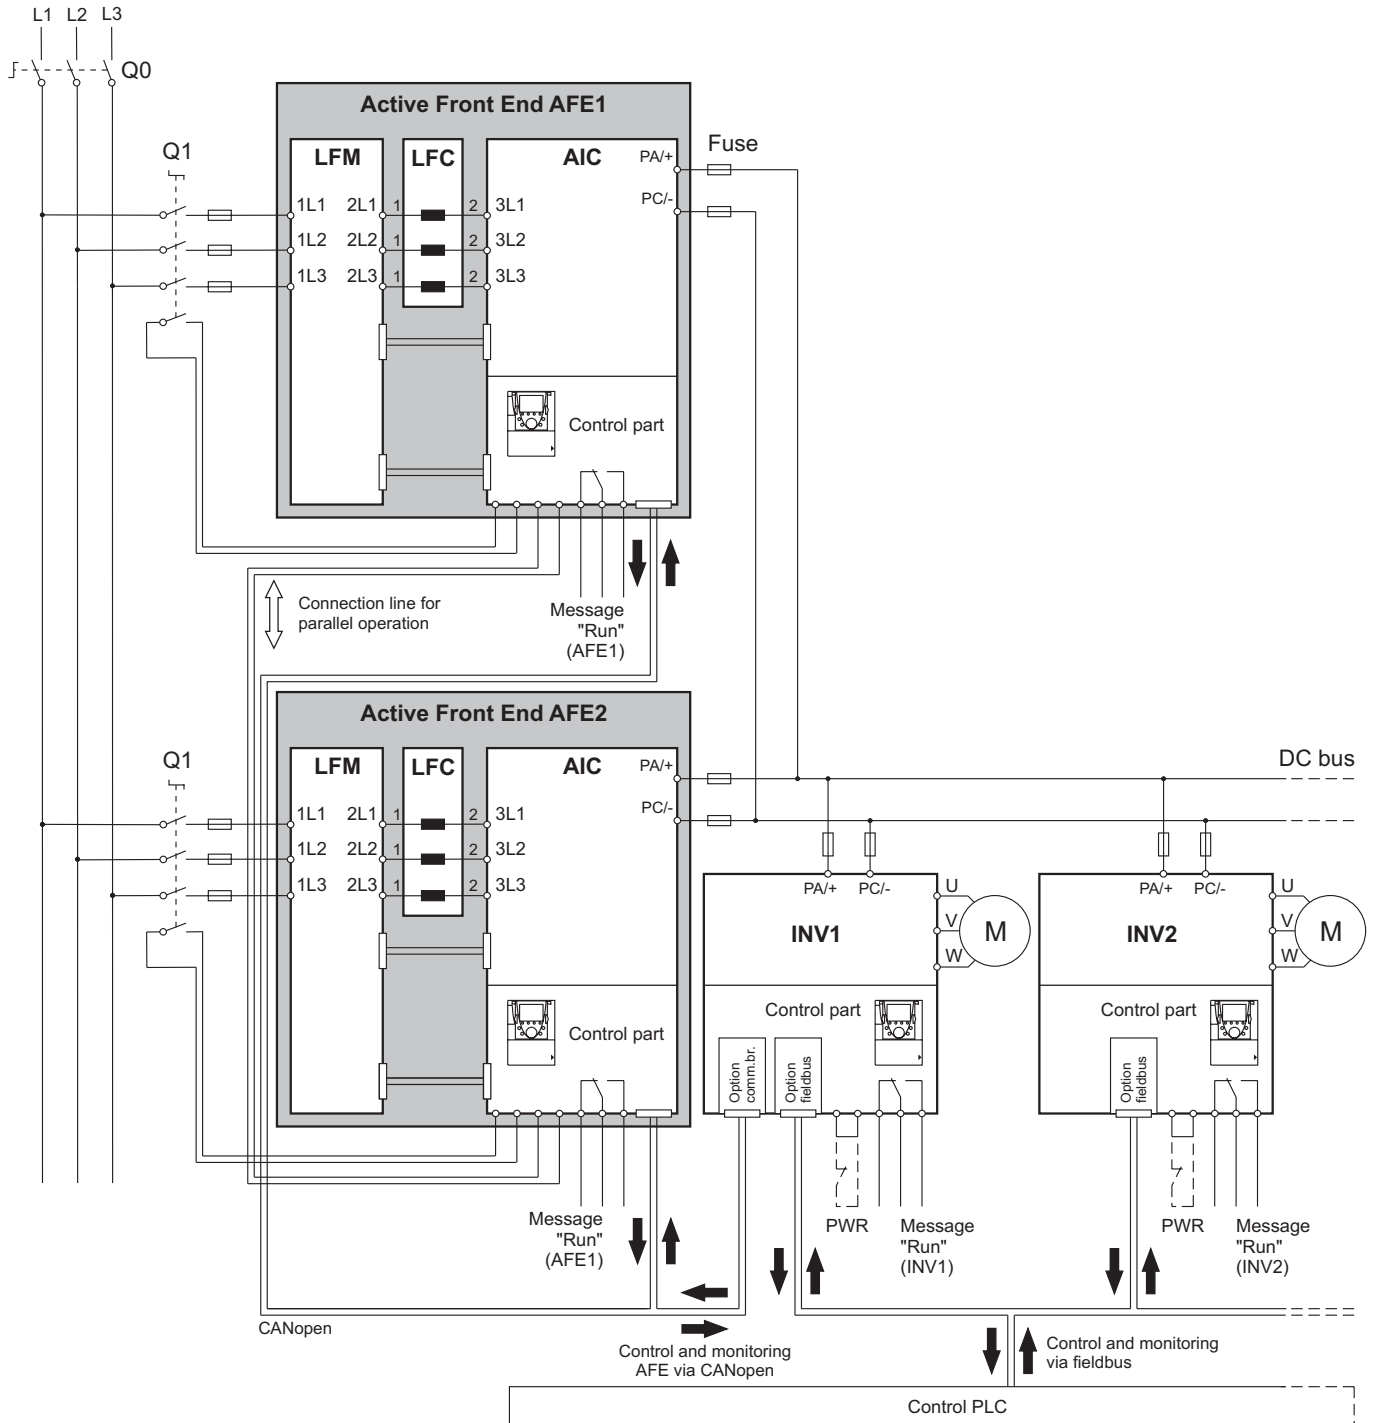 L1 L2 L3
Q0
Active Front End AFE1
Q1
LFM LFC AIC PA/+ Fuse
PC/-
1L1 2L1 1 2 3L1
1L2 2L2 1 2 3L2
1L3 2L3 1 2 3L3
Control part
Connection line for
parallel operation
Message
"Run"
(AFE1)
Active Front End AFE2
Q1
LFM LFC AIC PA/+ DC bus
PC/-
1L1 2L1 1 2 3L1
1L2 2L2 1 2 3L2
1L3 2L3 1 2 3L3
PA/+ PC/- U
V
W
INV1
M
PA/+ PC/- U
V
W
INV2
M
Control part
Control part
Control part
Option
comm.br.
Option
fieldbus
Option
fieldbus
Message
"Run"
(AFE1)
PWR
Message
"Run"
(INV1)
PWR
Message
"Run"
(INV2)
CANopen
Control and monitoring
AFE via CANopen
Control and monitoring
via fieldbus
Control PLC